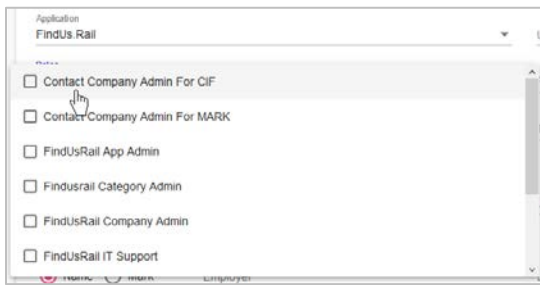 Application
FindUs.Rail
Contact Company Admin For CIF
Contact Company Admin For MARK
FindUsRail App Admin
Findusrail Category Admin
FindUsRail Company Admin
FindUsRail IT Support
Name Mark Employer